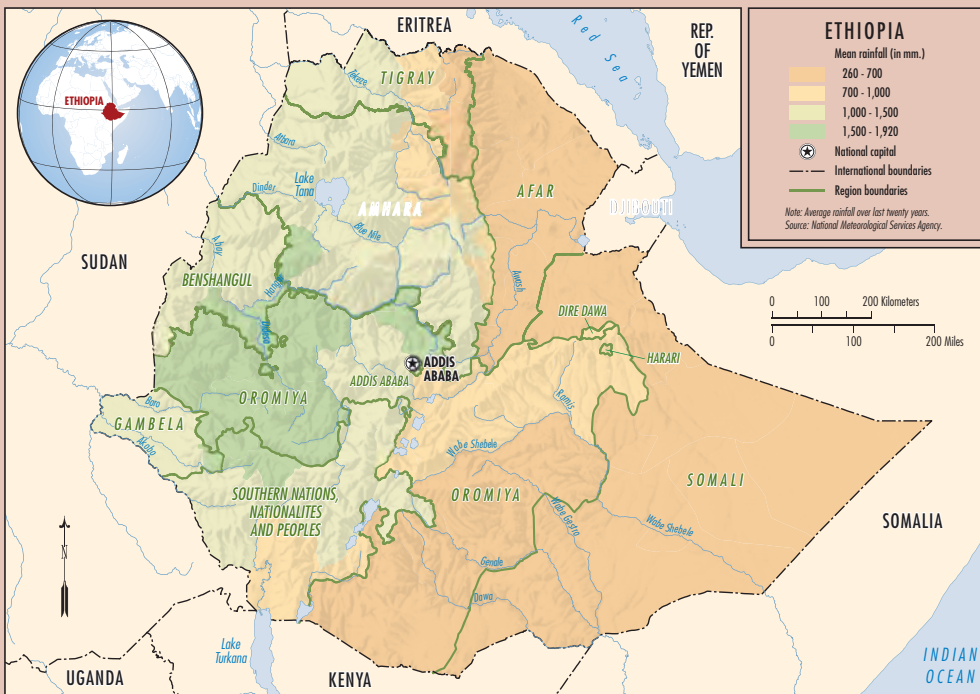 ERITREA
REP.
OF
YEMEN
Red Sea
ETHIOPIA
Mean rainfall (in mm.)
260 - 700
700 - 1,000
1,000 - 1,500
1,500 - 1,920
National capital
International boundaries
Region boundaries
Note: Average rainfall over last twenty years.
Source: National Meteorological Services Agency.
ETHIOPIA
TIGRAY
Tekeze
Atbara
Lake
Tana
Dinder
AMHARA
AFAR
DJIBOUTI
Blue Nile
Abay
SUDAN
BENSHANGUL
Hanger
Awash
Didessa
DIRE DAWA
0 100 200 Kilometers
0 100 200 Miles
HARARI
ADDIS
ABABA
ADDIS ABABA
OROMIYA
Ramis
Baro
GAMBELA
Akobo
Wabe Shebele
SOMALI
OROMIYA
SOUTHERN NATIONS,
NATIONALITES
AND PEOPLES
Wabe Gestro
Wabe Shebele
SOMALIA
N
Genale
Dawa
Lake
Turkana
INDIAN
OCEAN
UGANDA
KENYA